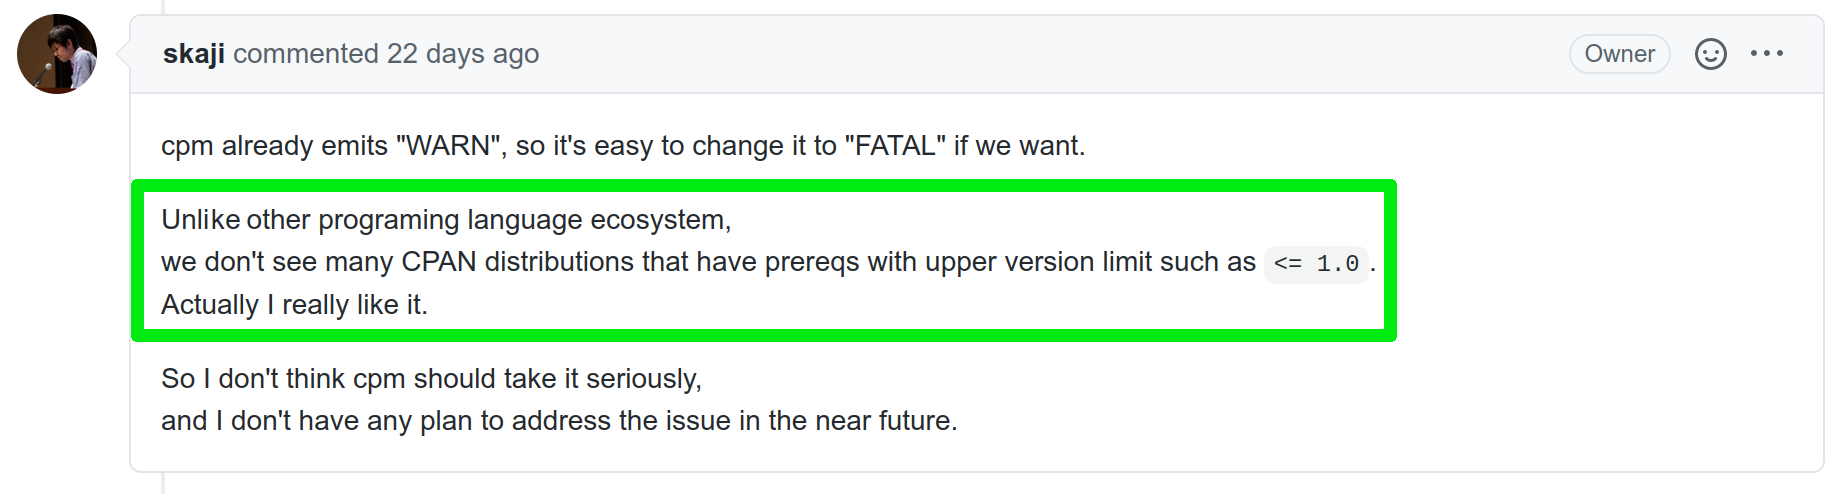 skaji commented 22 days ago
Owner
cpm already emits "WARN", so it's easy to change it to "FATAL" if we want.
Unlike other programing language ecosystem,
we don't see many CPAN distributions that have prereqs with upper version limit such as <= 1.0.
Actually I really like it.
So I don't think cpm should take it seriously,
and I don't have any plan to address the issue in the near future.